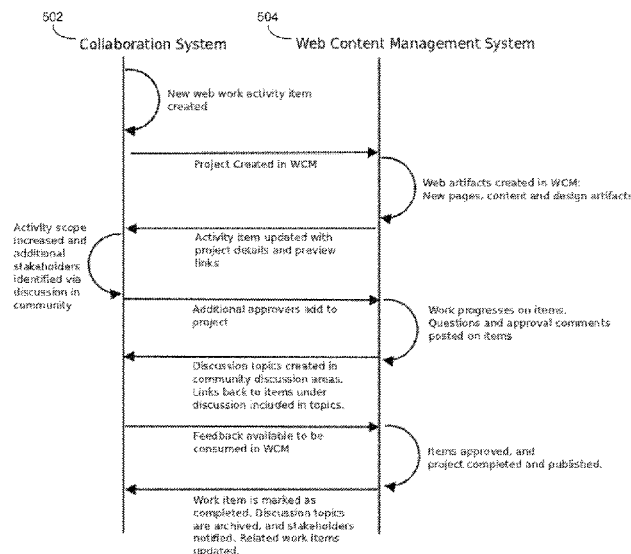 502
504
Collaboration System
Web Content Management System
New web work activity item
created
Project Created in WCM
Web artifacts created in WCM:
New pages, content and design artifacts
Activity item updated with
project details and preview
links
Activity scope
increased and
additional
stakeholders
identified via
discussion in
community
Additional approvers add to
project
Work progresses on items.
Questions and approval comments
posted on items
Discussion topics created in
community discussion areas.
Links back to items under
discussion included in topics.
Feedback available to be
consumed in WCM
Items approved, and
project completed and published.
Work item is marked as
completed. Discussion topics
are archived, and stakeholders
notified. Related work items
updated.